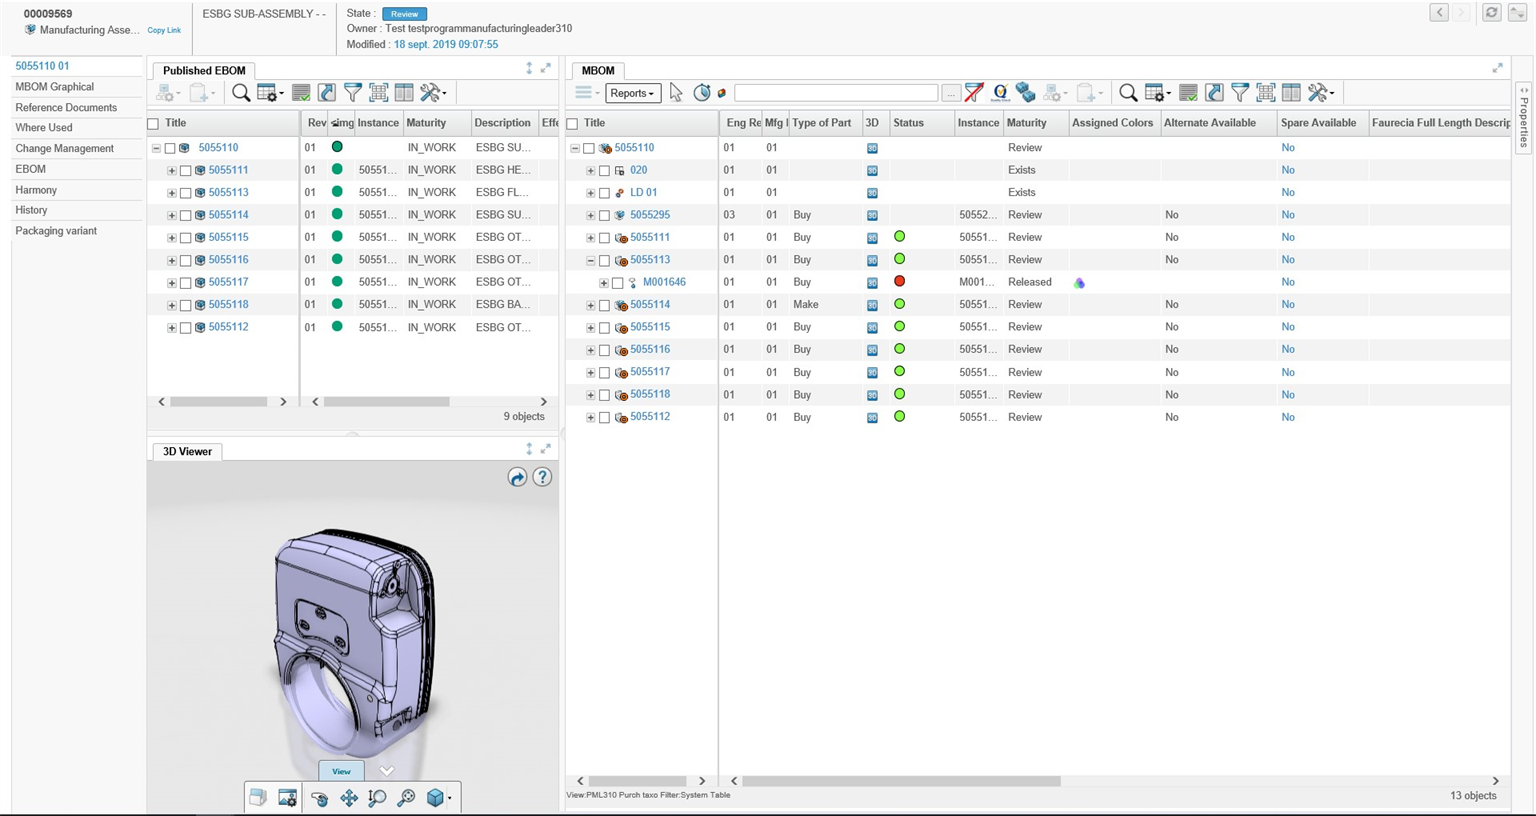 00009569
Manufacturing Asse... Copy Link
ESBG SUB-ASSEMBLY - -
State : Review
Owner : Test testprogrammanufacturingleader310
Modified : 18 sept. 2019 09:07:55
5055110 01
MBOM Graphical
Reference Documents
Where Used
Change Management
EBOM
Harmony
History
Packaging variant
Published EBOM
Title Rev Instance Maturity Description Effe
5055110 01 IN_WORK ESBG SU...
5055111 01 50551... IN_WORK ESBG HE...
5055113 01 50551... IN_WORK ESBG FL...
5055114 01 50551... IN_WORK ESBG SU...
5055115 01 50551... IN_WORK ESBG OT...
5055116 01 50551... IN_WORK ESBG OT...
5055117 01 50551... IN_WORK ESBG OT...
5055118 01 50551... IN_WORK ESBG BA...
5055112 01 50551... IN_WORK ESBG OT...
9 objects
3D Viewer
?
View
MBOM
Reports
...
Title Eng Re Mfg Type of Part 3D Status Instance Maturity Assigned Colors Alternate Available Spare Available Faurecia Full Length Descrip
5055110 01 01 3D Review No
020 01 01 3D Exists No
LD 01 01 01 3D Exists No
5055295 03 01 Buy 3D 50552... Review No No
5055111 01 01 Buy 3D 50551... Review No No
5055113 01 01 Buy 3D 50551... Review No No
M001646 01 01 Buy 3D M001... Released No
5055114 01 01 Make 3D 50551... Review No No
5055115 01 01 Buy 3D 50551... Review No No
5055116 01 01 Buy 3D 50551... Review No No
5055117 01 01 Buy 3D 50551... Review No No
5055118 01 01 Buy 3D 50551... Review No No
5055112 01 01 Buy 3D 50551... Review No No
View:PML310 Purch taxo Filter:System Table
13 objects
Properties